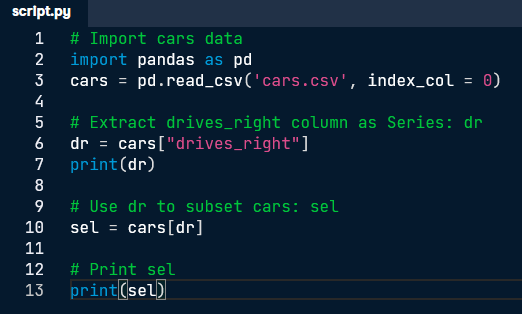 script.py
1 # Import cars data
2 import pandas as pd
3 cars = pd.read_csv('cars.csv', index_col = 0)
4
5 # Extract drives_right column as Series: dr
6 dr = cars["drives_right"]
7 print(dr)
8
9 # Use dr to subset cars: sel
10 sel = cars[dr]
11
12 # Print sel
13 print(sel)